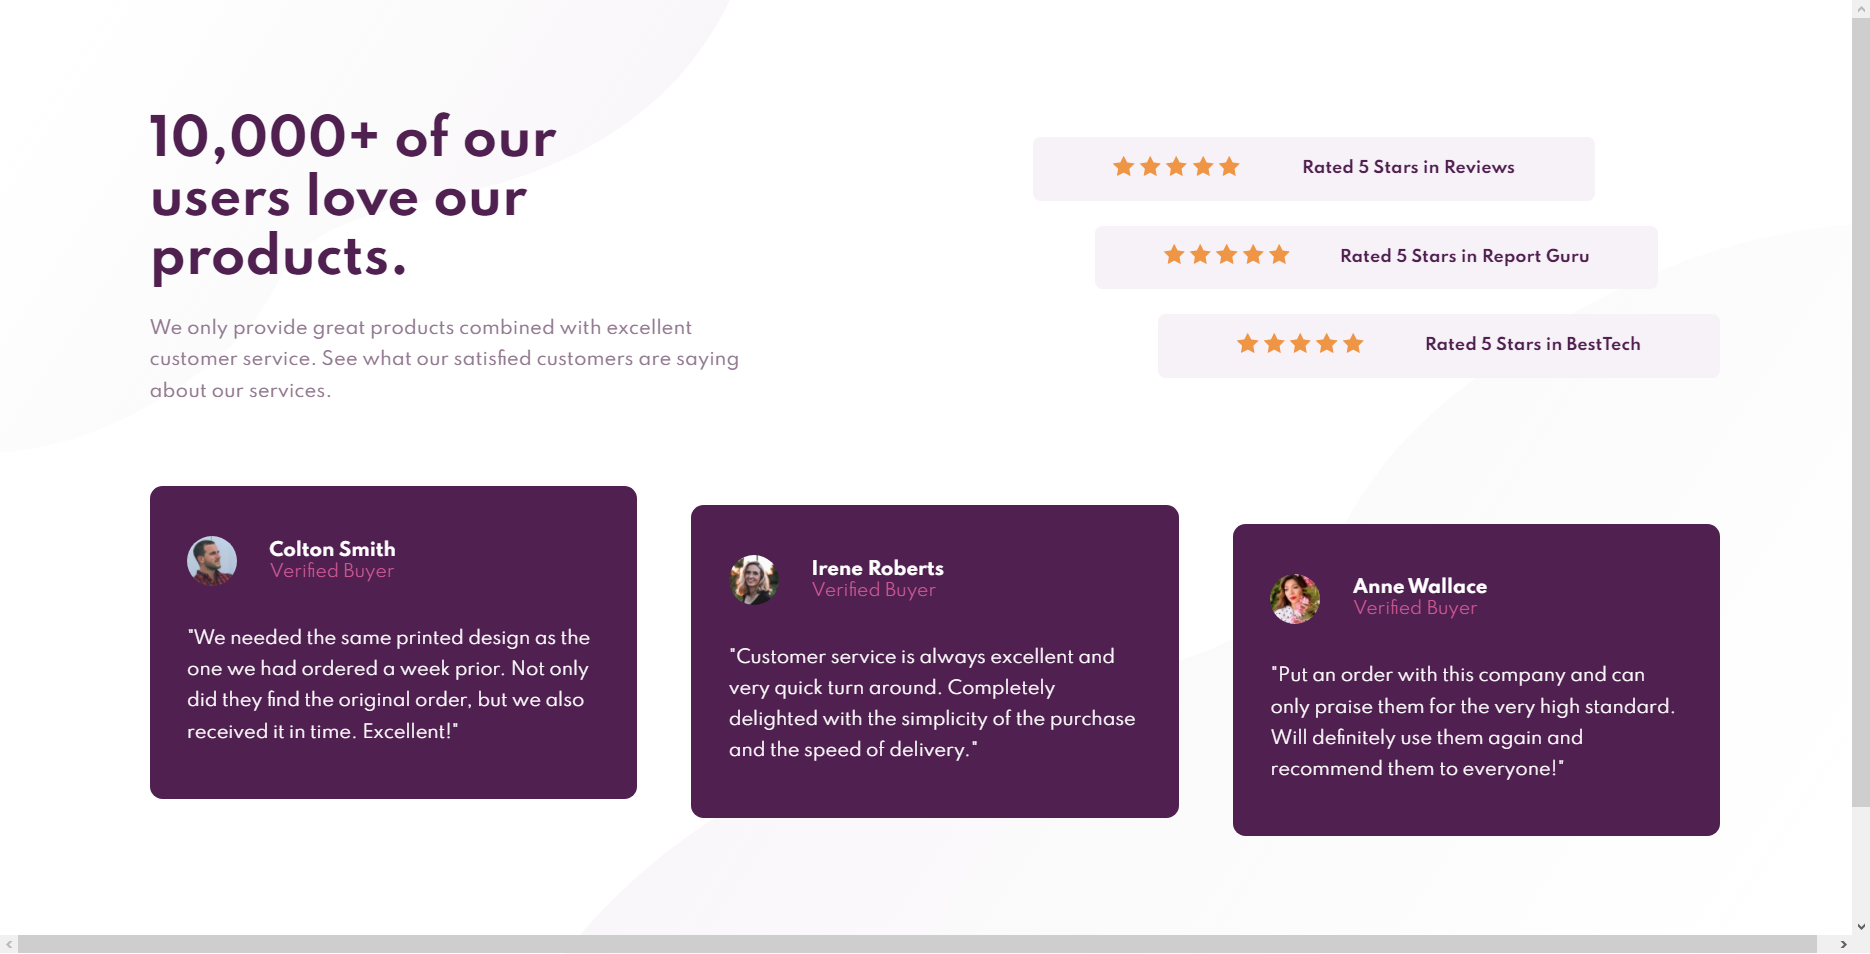 10,000+ of our
users love our
products.
We only provide great products combined with excellent
customer service. See what our satisfied customers are saying
about our services.
Rated 5 Stars in Reviews
Rated 5 Stars in Report Guru
Rated 5 Stars in BestTech
Colton Smith
Verified Buyer
"We needed the same printed design as the
one we had ordered a week prior. Not only
did they find the original order, but we also
received it in time. Excellent!"
Irene Roberts
Verified Buyer
"Customer service is always excellent and
very quick turn around. Completely
delighted with the simplicity of the purchase
and the speed of delivery."
Anne Wallace
Verified Buyer
"Put an order with this company and can
only praise them for the very high standard.
Will definitely use them again and
recommend them to everyone!"